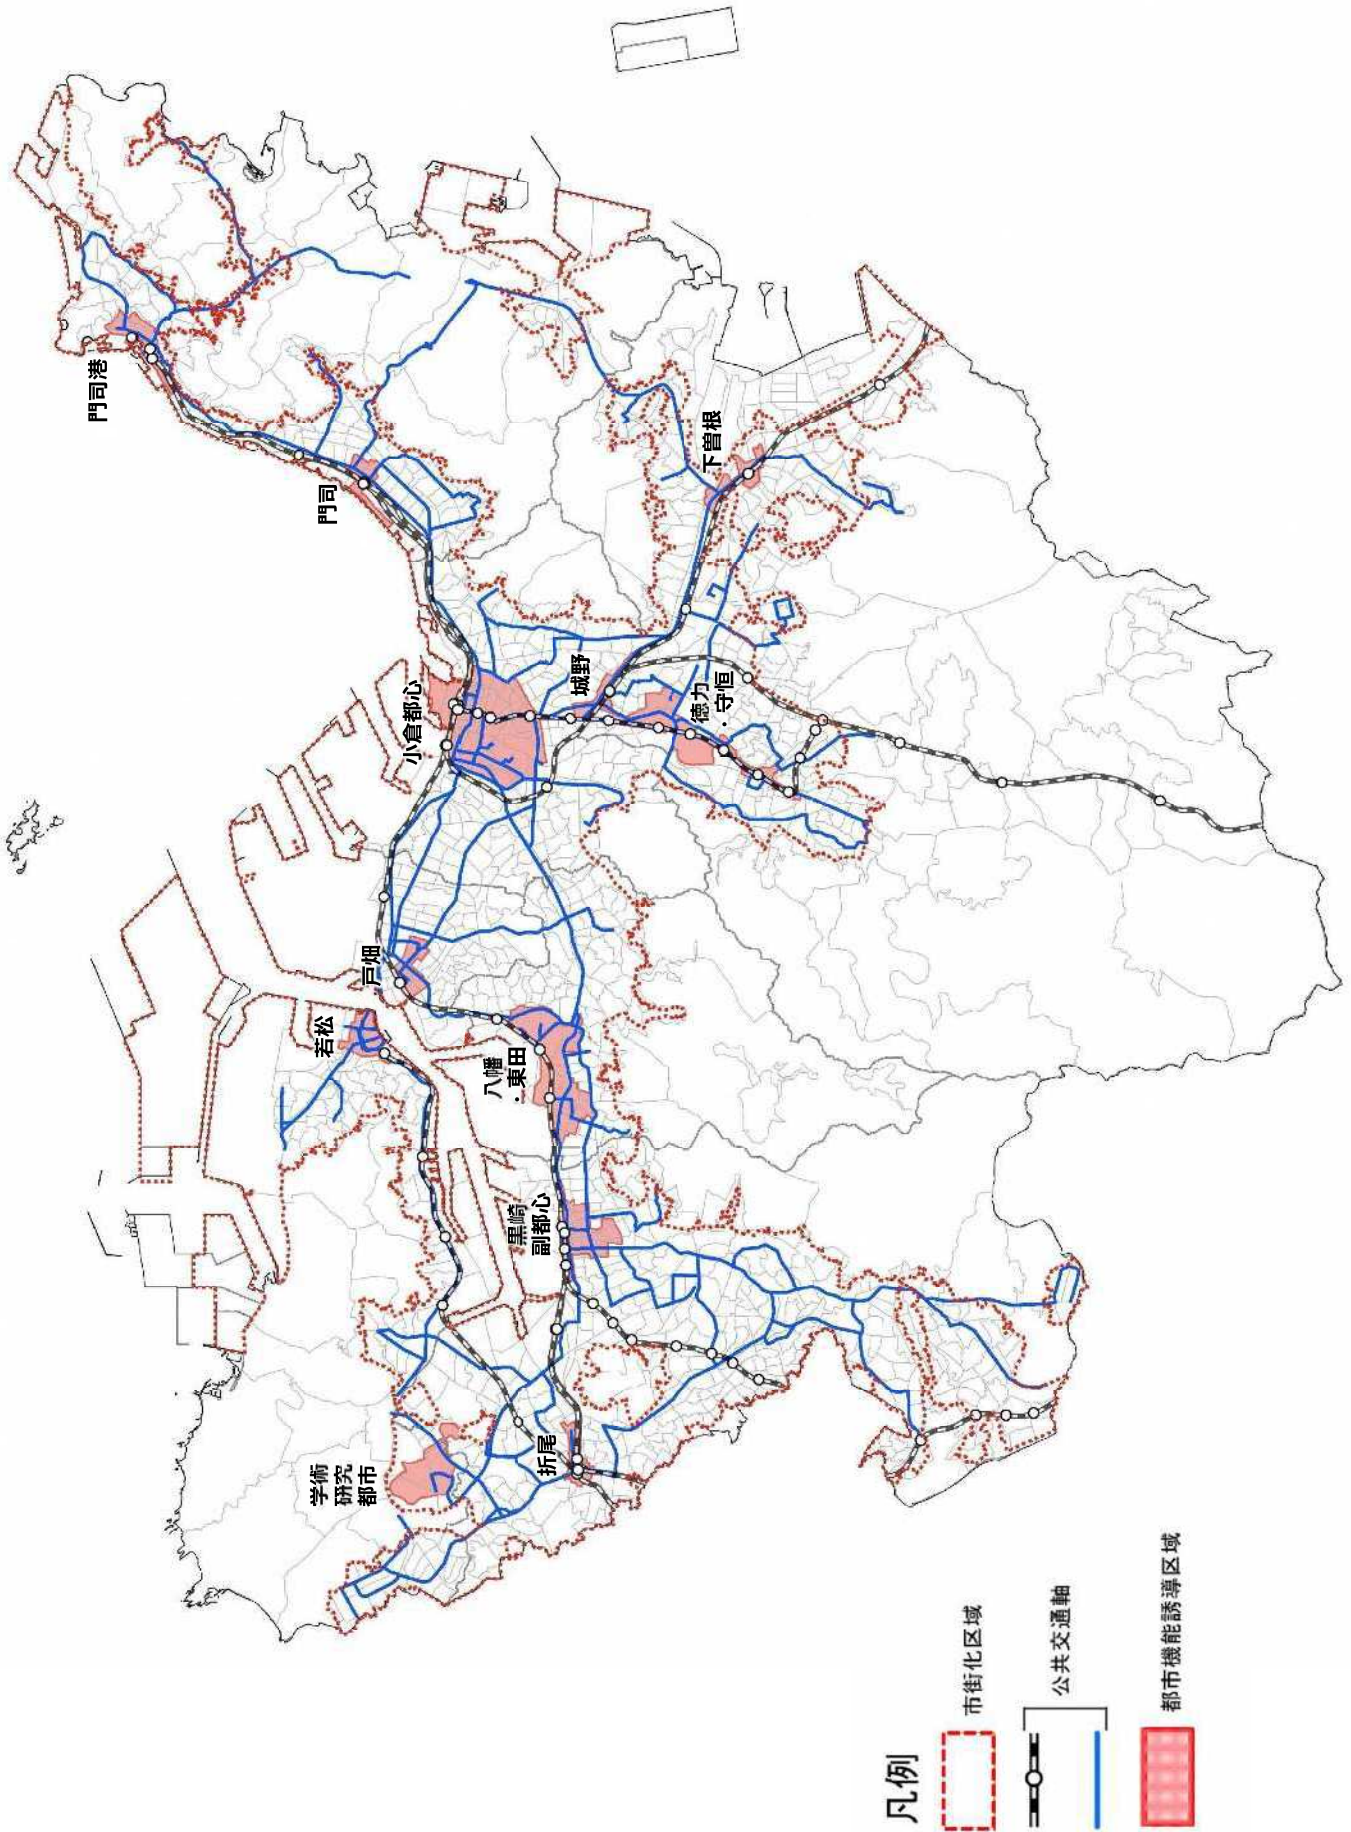 門司港
門司
下曽根
小倉都心
城野
徳力
・守恒
戸畑
若松
八幡
・東田
黒崎
副都心
折尾
学術
研究
都市
凡例
市街化区域
公共交通軸
都市機能誘導区域